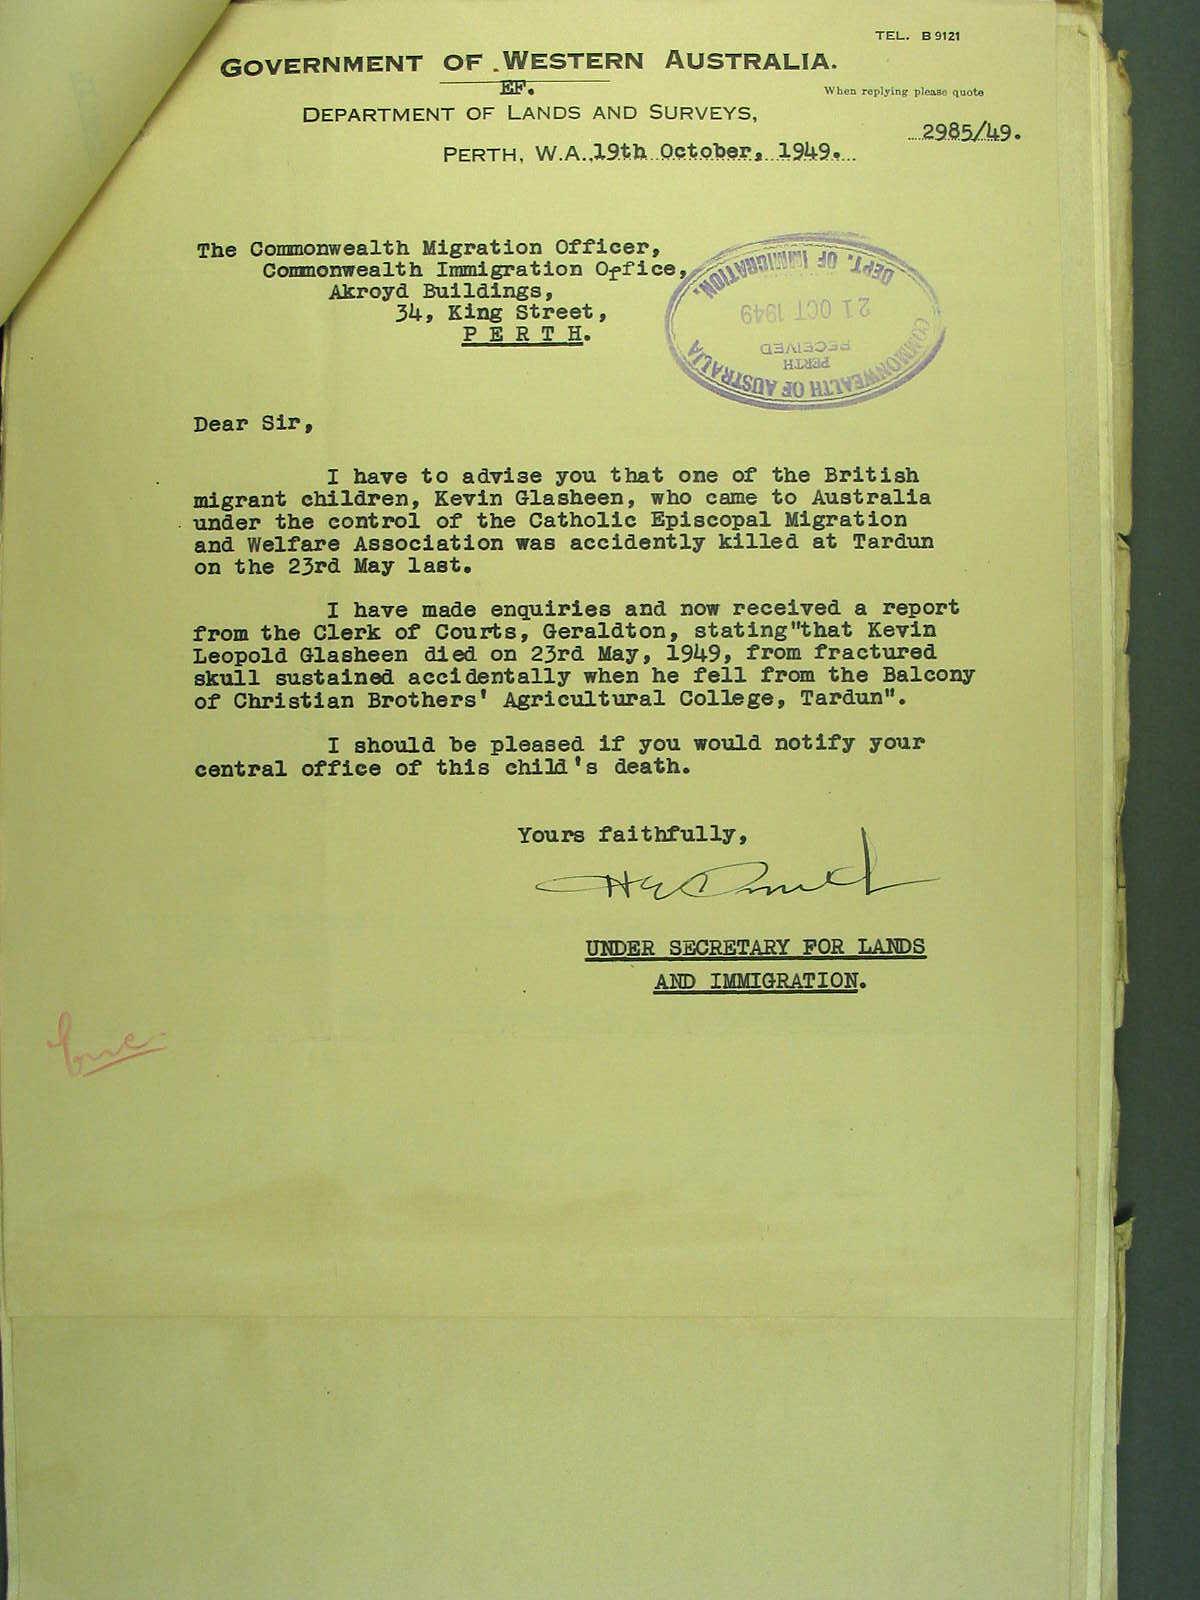 TEL. B 9121
GOVERNMENT OF WESTERN AUSTRALIA.
EF.
When replying please quote
DEPARTMENT OF LANDS AND SURVEYS,
2985/49.
PERTH, W.A., 19th October, 1949.
The Commonwealth Migration Officer,
Commonwealth Immigration Office,
Akroyd Buildings,
34, King Street,
P E R T H.
COMMONWEALTH OF AUSTRALIA
PERTH
RECEIVED
21 OCT 1949
DEPT. OF IMMIGRATION.
Dear Sir,
I have to advise you that one of the British
migrant children, Kevin Glasheen, who came to Australia
under the control of the Catholic Episcopal Migration
and Welfare Association was accidently killed at Tardun
on the 23rd May last.
I have made enquiries and now received a report
from the Clerk of Courts, Geraldton, stating"that Kevin
Leopold Glasheen died on 23rd May, 1949, from fractured
skull sustained accidentally when he fell from the Balcony
of Christian Brothers' Agricultural College, Tardun".
I should be pleased if you would notify your
central office of this child's death.
Yours faithfully,
UNDER SECRETARY FOR LANDS
AND IMMIGRATION.